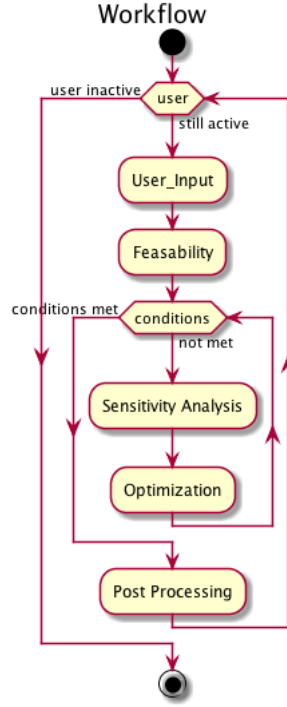 Workflow
user inactive
user
still active
User_Input
Feasability
conditions met
conditions
not met
Sensitivity Analysis
Optimization
Post Processing